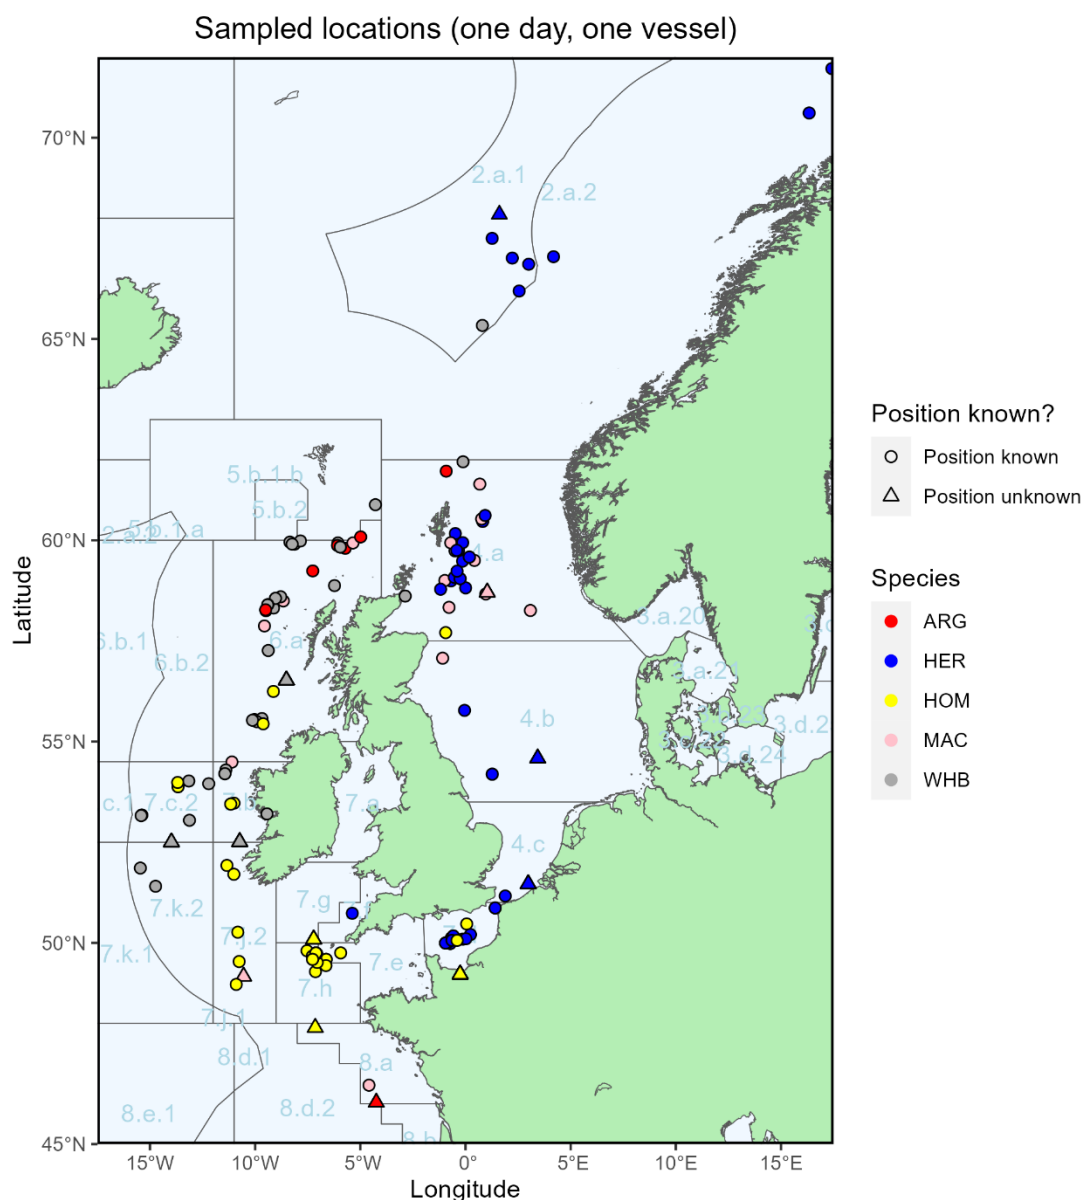 Sampled locations (one day, one vessel)
70°N
65°N
60°N
55°N
50°N
45°N
Latitude
15°W
10°W
5°W
0°
5°E
10°E
15°E
Longitude
2.a.1
2.a.2
5.b.1.b
5.b.2
5.b.1.a
2.a.2
4.a
3.a.20
6.b.1
6.b.2
6.a
3.a.21
4.b
3.d.2
3.d.24
c.1
7.c.2
7.b
7.a
4.c
7.g
7.k.2
7.j.2
7.k.1
7.e
7.h
7.j.1
8.d.1
8.a
8.e.1
8.d.2
8.b
Position known?
Position known
Position unknown
Species
ARG
HER
HOM
MAC
WHB